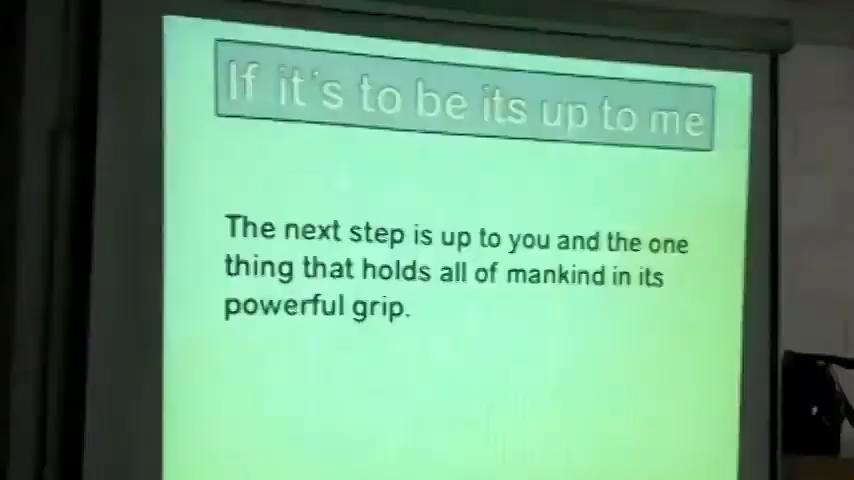 If it's to be its up to me
The next step is up to you and the one
thing that holds all of mankind in its
powerful grip.